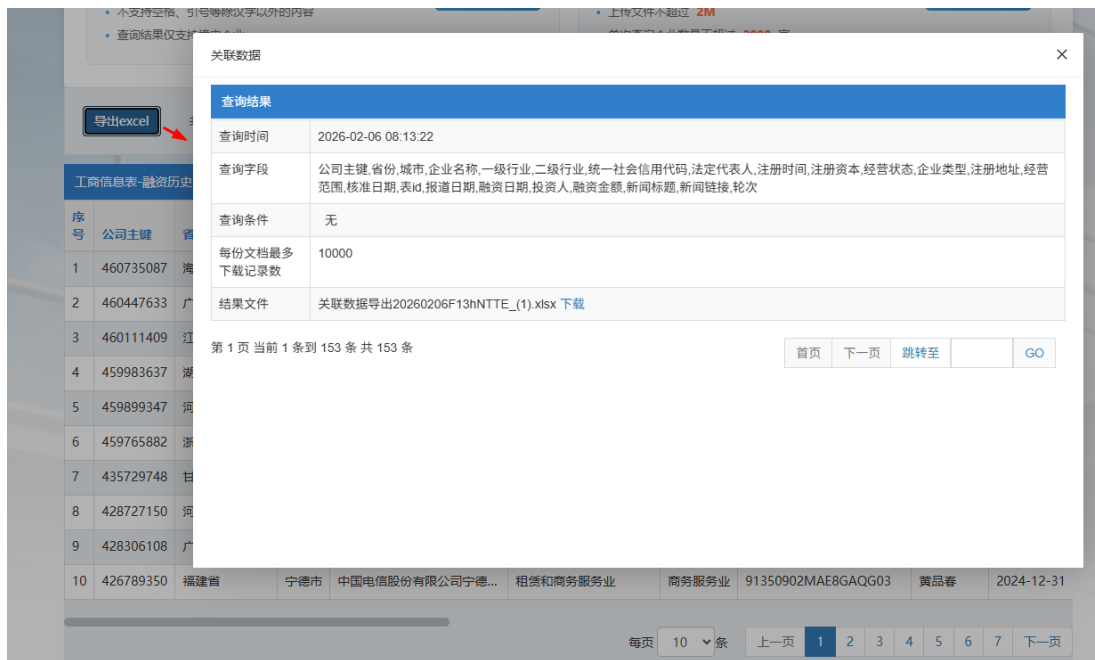 • 不支持空格、引号等除汉字以外的内容
• 上传文件不超过 2M
• 查询结果仅支持境内企业
关联数据 ×
导出excel
查询结果
查询时间 2026-02-06 08:13:22
查询字段 公司主键,省份,城市,企业名称,一级行业,二级行业,统一社会信用代码,法定代表人,注册时间,注册资本,经营状态,企业类型,注册地址,经营
范围,核准日期,表id,报道日期,融资日期,投资人,融资金额,新闻标题,新闻链接,轮次
查询条件 无
每份文档最多 10000
下载记录数
结果文件 关联数据导出20260206F13hNTTE_(1).xlsx 下载
第 1 页 当前 1 条到 153 条 共 153 条
首页 下一页 跳转至 GO
工商信息表-融资历史
序
号 公司主键 省
1 460735087 海
2 460447633 广
3 460111409 江
4 459983637 湖
5 459899347 河
6 459765882 浙
7 435729748 甘
8 428727150 河
9 428306108 广
10 426789350 福建省 宁德市 中国电信股份有限公司宁德... 租赁和商务服务业 商务服务业 91350902MAE8GAQG03 黄品春 2024-12-31
每页 10 条 上一页 1 2 3 4 5 6 7 下一页